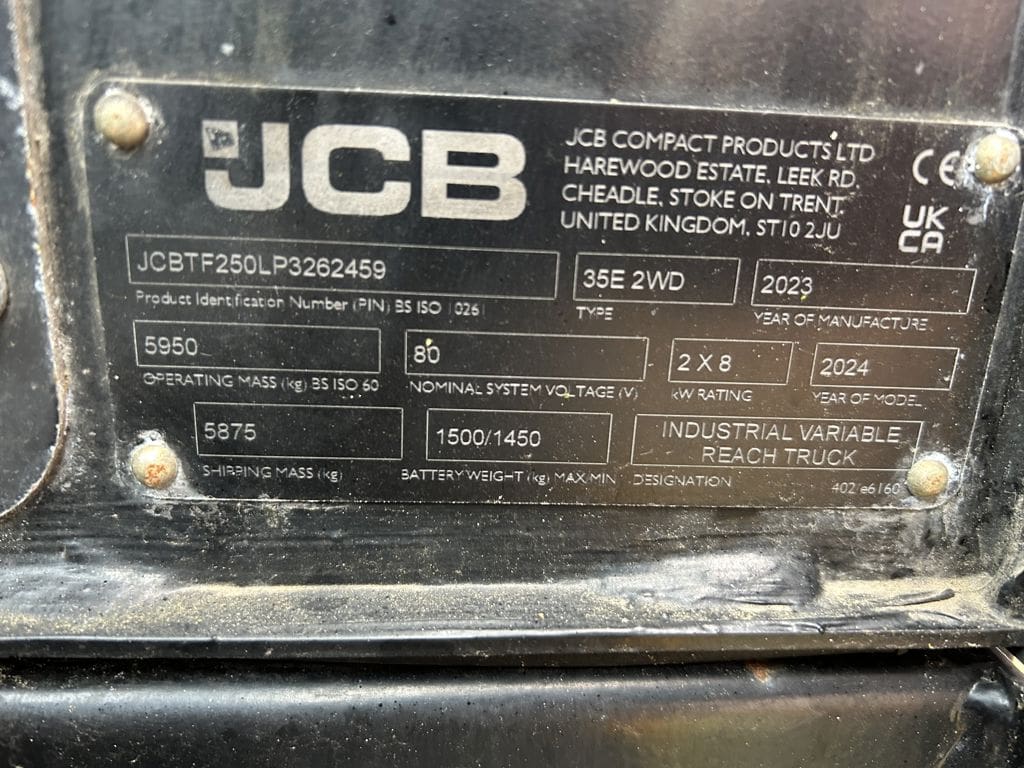 JCB
JCB COMPACT PRODUCTS LTD
HAREWOOD ESTATE, LEEK RD,
CHEADLE, STOKE ON TRENT,
UNITED KINGDOM, ST10 2JU
CE
UK
CA
JCBTF250LP3262459
Product Identification Number (PIN) BS ISO 10261
35E 2WD
TYPE
2023
YEAR OF MANUFACTURE
5950
OPERATING MASS (kg) BS ISO 60
80
NOMINAL SYSTEM VOLTAGE (V)
2 X 8
kW RATING
2024
YEAR OF MODEL
5875
SHIPPING MASS (kg)
1500/1450
BATTERY WEIGHT (kg) MAX/MIN
INDUSTRIAL VARIABLE
REACH TRUCK
DESIGNATION
402/e6160